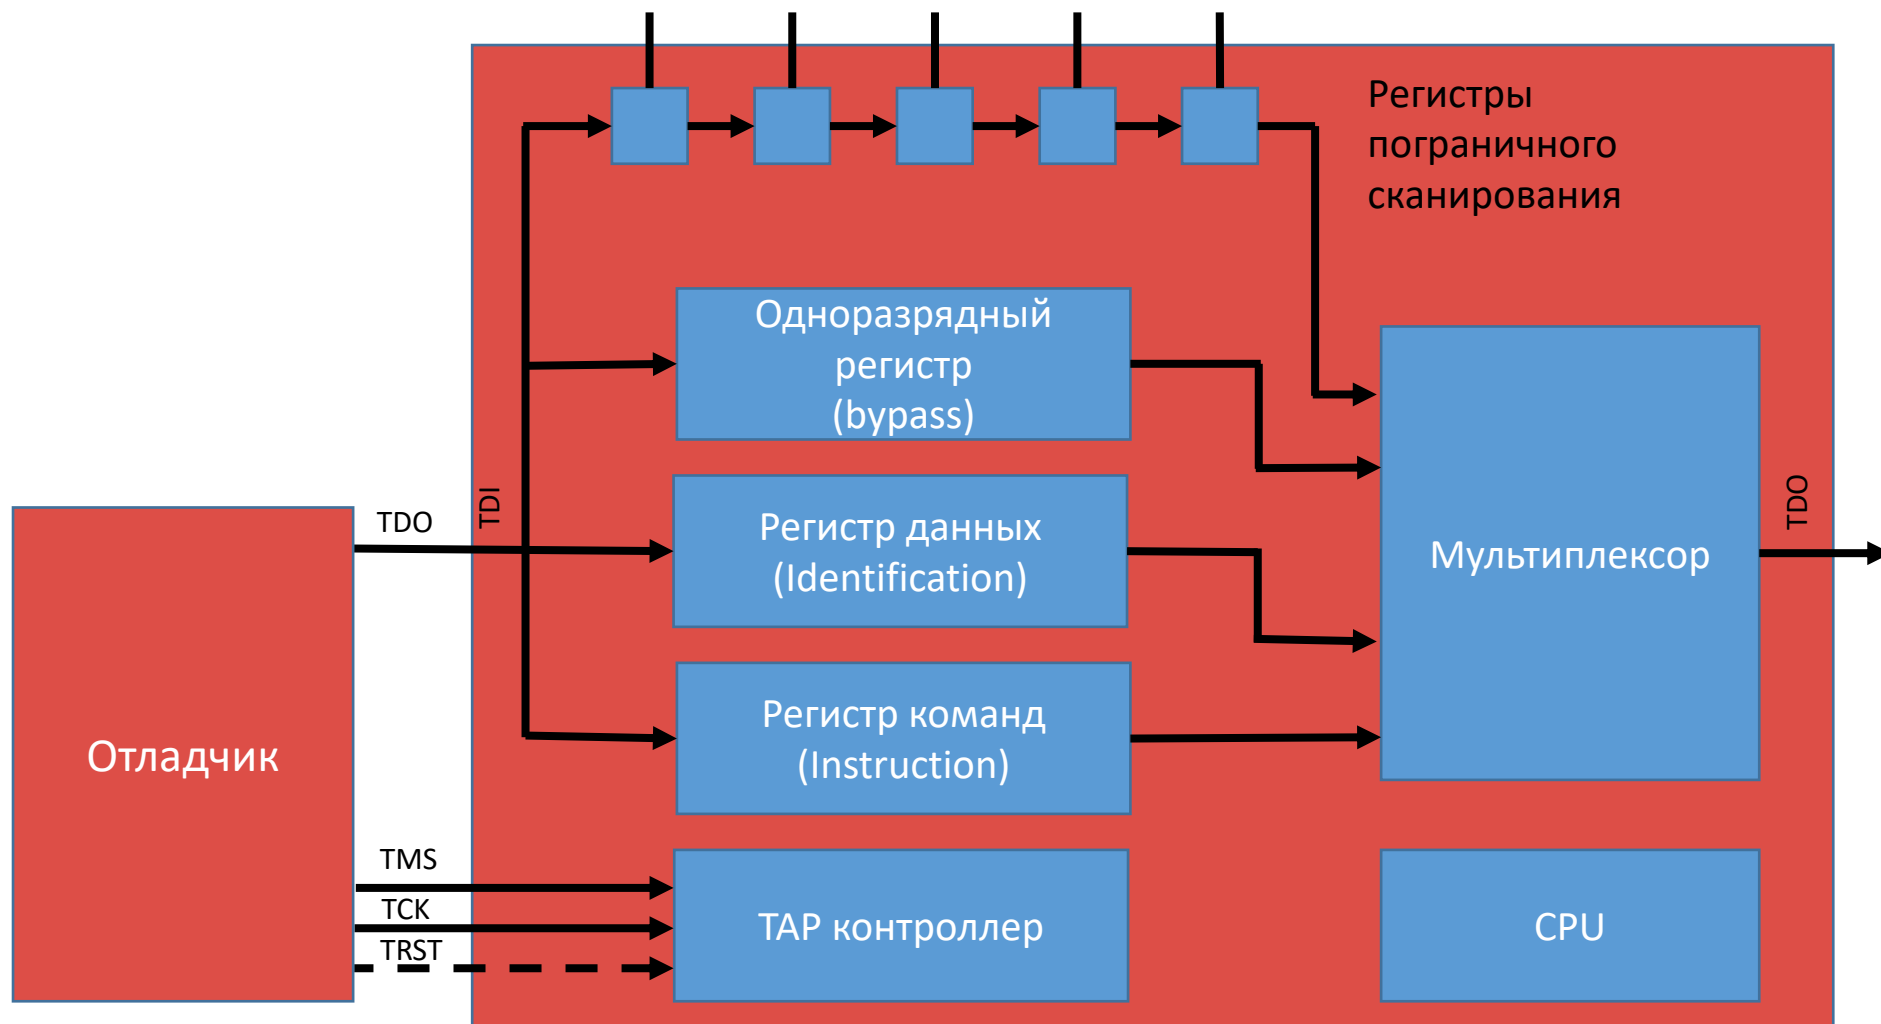 Регистры
пограничного
сканирования
Одноразрядный
регистр
(bypass)
TDI
TDO
TDO
Регистр данных
(Identification)
Мультиплексор
Регистр команд
(Instruction)
Отладчик
TMS
TCK
TRST
TAP контроллер
CPU